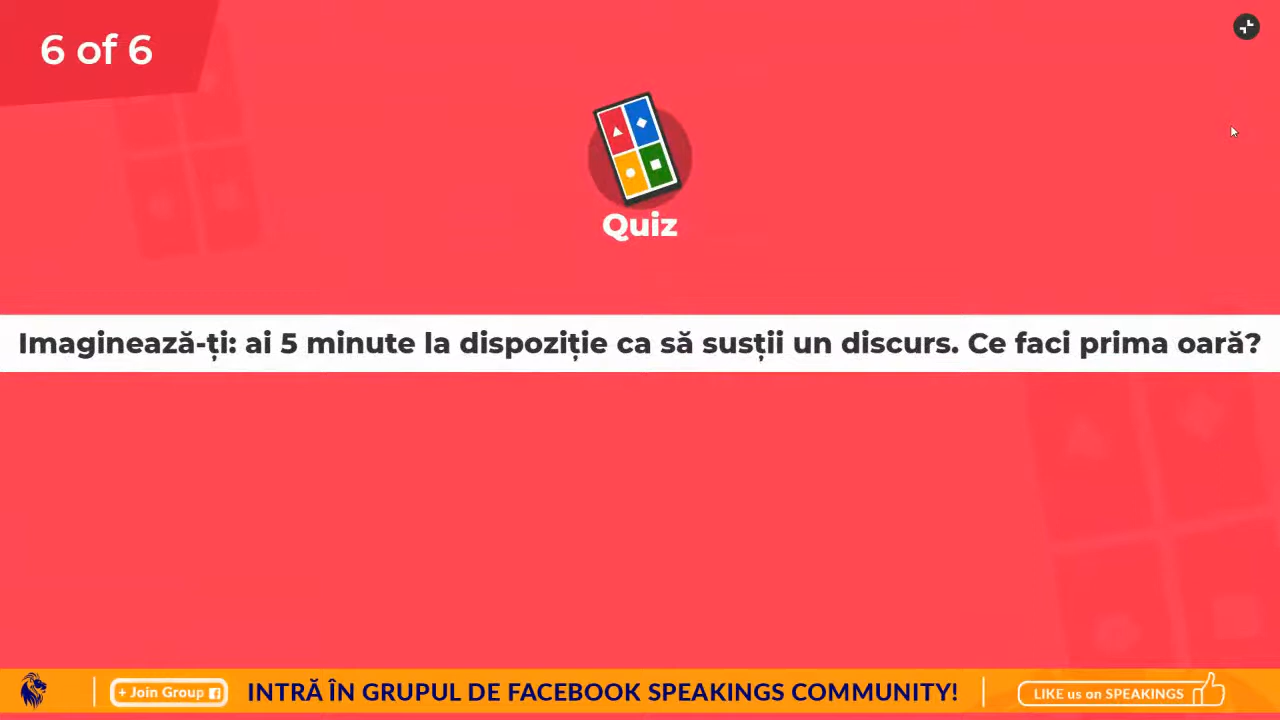 6 of 6
Quiz
Imaginează-ți: ai 5 minute la dispoziție ca să susții un discurs. Ce faci prima oară?
+ Join Group
INTRĂ ÎN GRUPUL DE FACEBOOK SPEAKINGS COMMUNITY!
LIKE us on SPEAKINGS